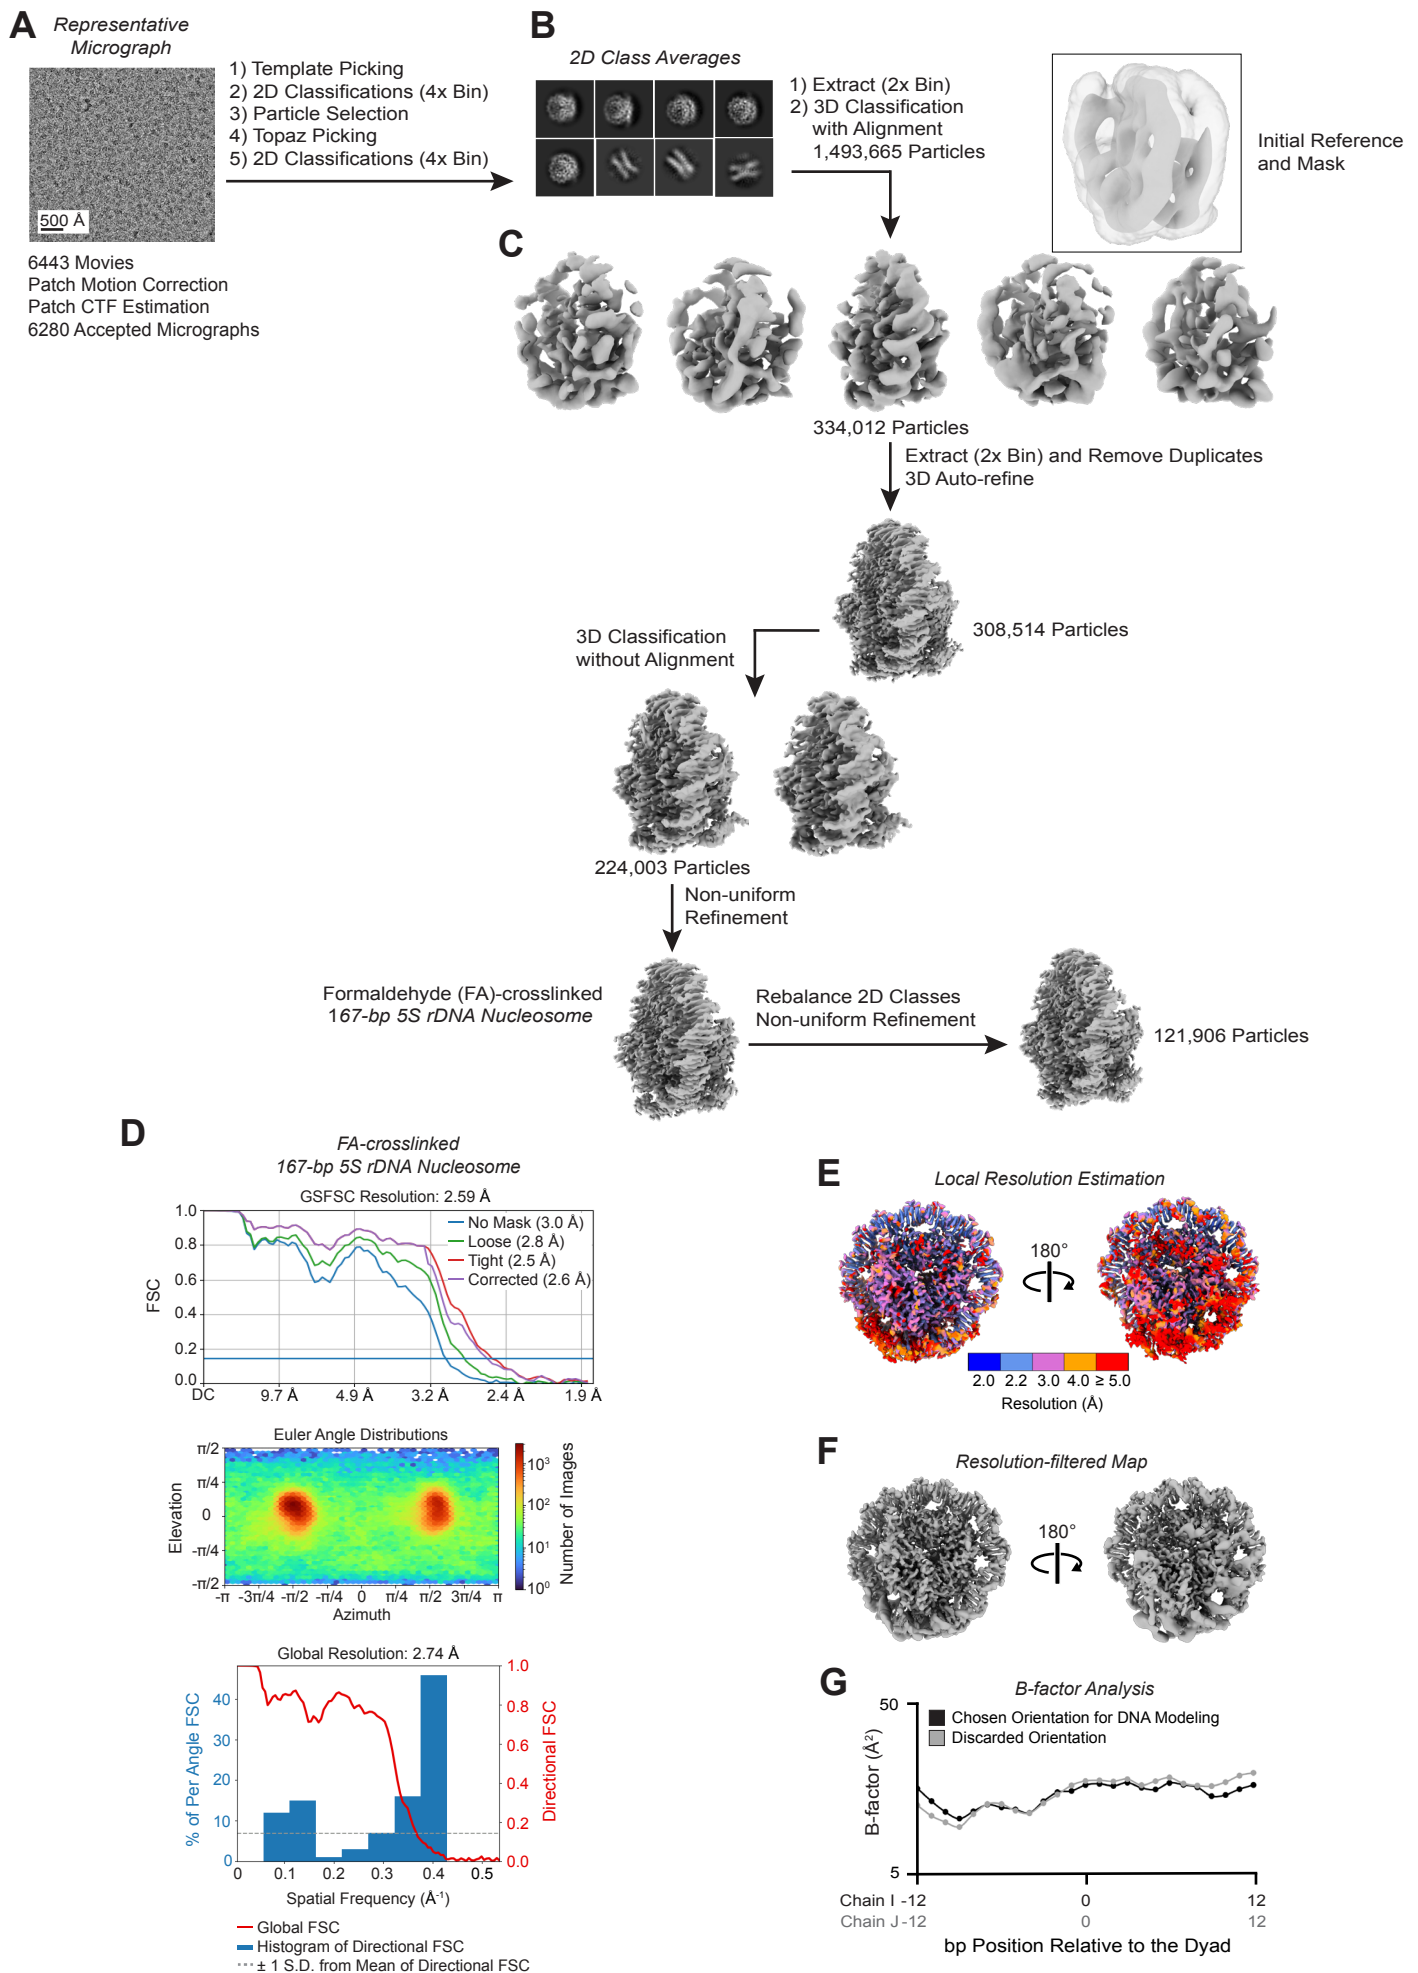 A
Representative
Micrograph
500 Å
6443 Movies
Patch Motion Correction
Patch CTF Estimation
6280 Accepted Micrographs
1) Template Picking
2) 2D Classifications (4x Bin)
3) Particle Selection
4) Topaz Picking
5) 2D Classifications (4x Bin)
B
2D Class Averages
1) Extract (2x Bin)
2) 3D Classification
with Alignment
1,493,665 Particles
Initial Reference
and Mask
C
334,012 Particles
Extract (2x Bin) and Remove Duplicates
3D Auto-refine
308,514 Particles
3D Classification
without Alignment
224,003 Particles
Non-uniform
Refinement
Formaldehyde (FA)-crosslinked
167-bp 5S rDNA Nucleosome
Rebalance 2D Classes
Non-uniform Refinement
121,906 Particles
D
FA-crosslinked
167-bp 5S rDNA Nucleosome
GSFSC Resolution: 2.59 Å
FSC
1.0
0.8
0.6
0.4
0.2
0.0
No Mask (3.0 Å)
Loose (2.8 Å)
Tight (2.5 Å)
Corrected (2.6 Å)
DC 9.7 Å 4.9 Å 3.2 Å 2.4 Å 1.9 Å
Euler Angle Distributions
Elevation
π/2
π/4
0
-π/4
-π/2
-π -3π/4 -π/2 -π/4 0 π/4 π/2 3π/4 π
Azimuth
10³
10²
10¹
10⁰
Number of Images
Global Resolution: 2.74 Å
% of Per Angle FSC
40
30
20
10
0
1.0
0.8
0.6
0.4
0.2
0.0
Directional FSC
0 0.1 0.2 0.3 0.4 0.5
Spatial Frequency (Å⁻¹)
Global FSC
Histogram of Directional FSC
± 1 S.D. from Mean of Directional FSC
E
Local Resolution Estimation
180°
2.0 2.2 3.0 4.0 ≥ 5.0
Resolution (Å)
F
Resolution-filtered Map
180°
G
B-factor Analysis
50
5
B-factor (Å²)
Chosen Orientation for DNA Modeling
Discarded Orientation
Chain I -12 0 12
Chain J -12 0 12
bp Position Relative to the Dyad